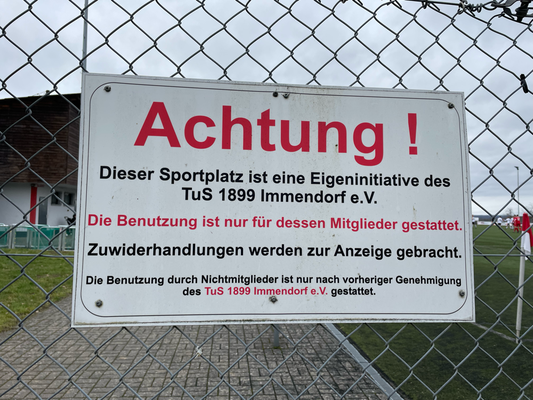 Achtung !
Dieser Sportplatz ist eine Eigeninitiative des
TuS 1899 Immendorf e.V.
Die Benutzung ist nur für dessen Mitglieder gestattet.
Zuwiderhandlungen werden zur Anzeige gebracht.
Die Benutzung durch Nichtmitglieder ist nur nach vorheriger Genehmigung
des TuS 1899 Immendorf e.V. gestattet.